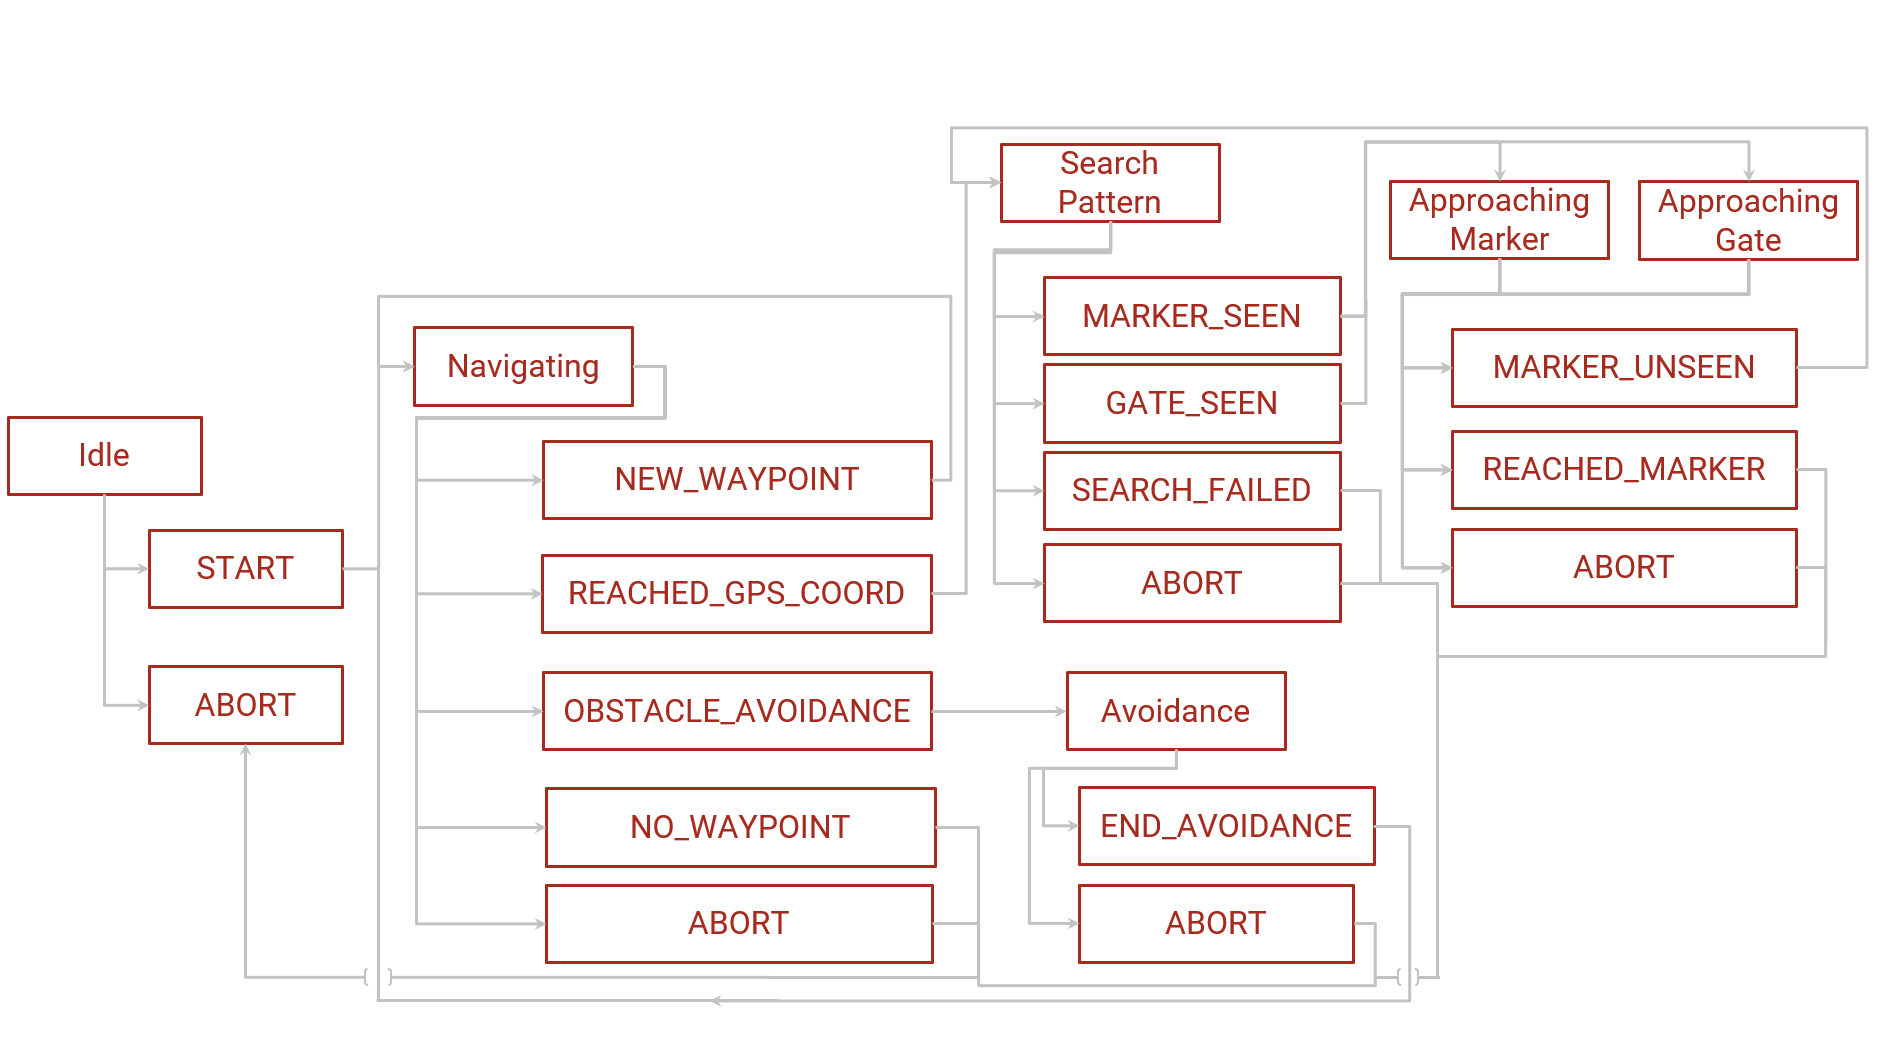 Idle
START
ABORT
Navigating
NEW_WAYPOINT
REACHED_GPS_COORD
OBSTACLE_AVOIDANCE
NO_WAYPOINT
ABORT
Search
Pattern
MARKER_SEEN
GATE_SEEN
SEARCH_FAILED
ABORT
Avoidance
END_AVOIDANCE
ABORT
Approaching
Marker
Approaching
Gate
MARKER_UNSEEN
REACHED_MARKER
ABORT